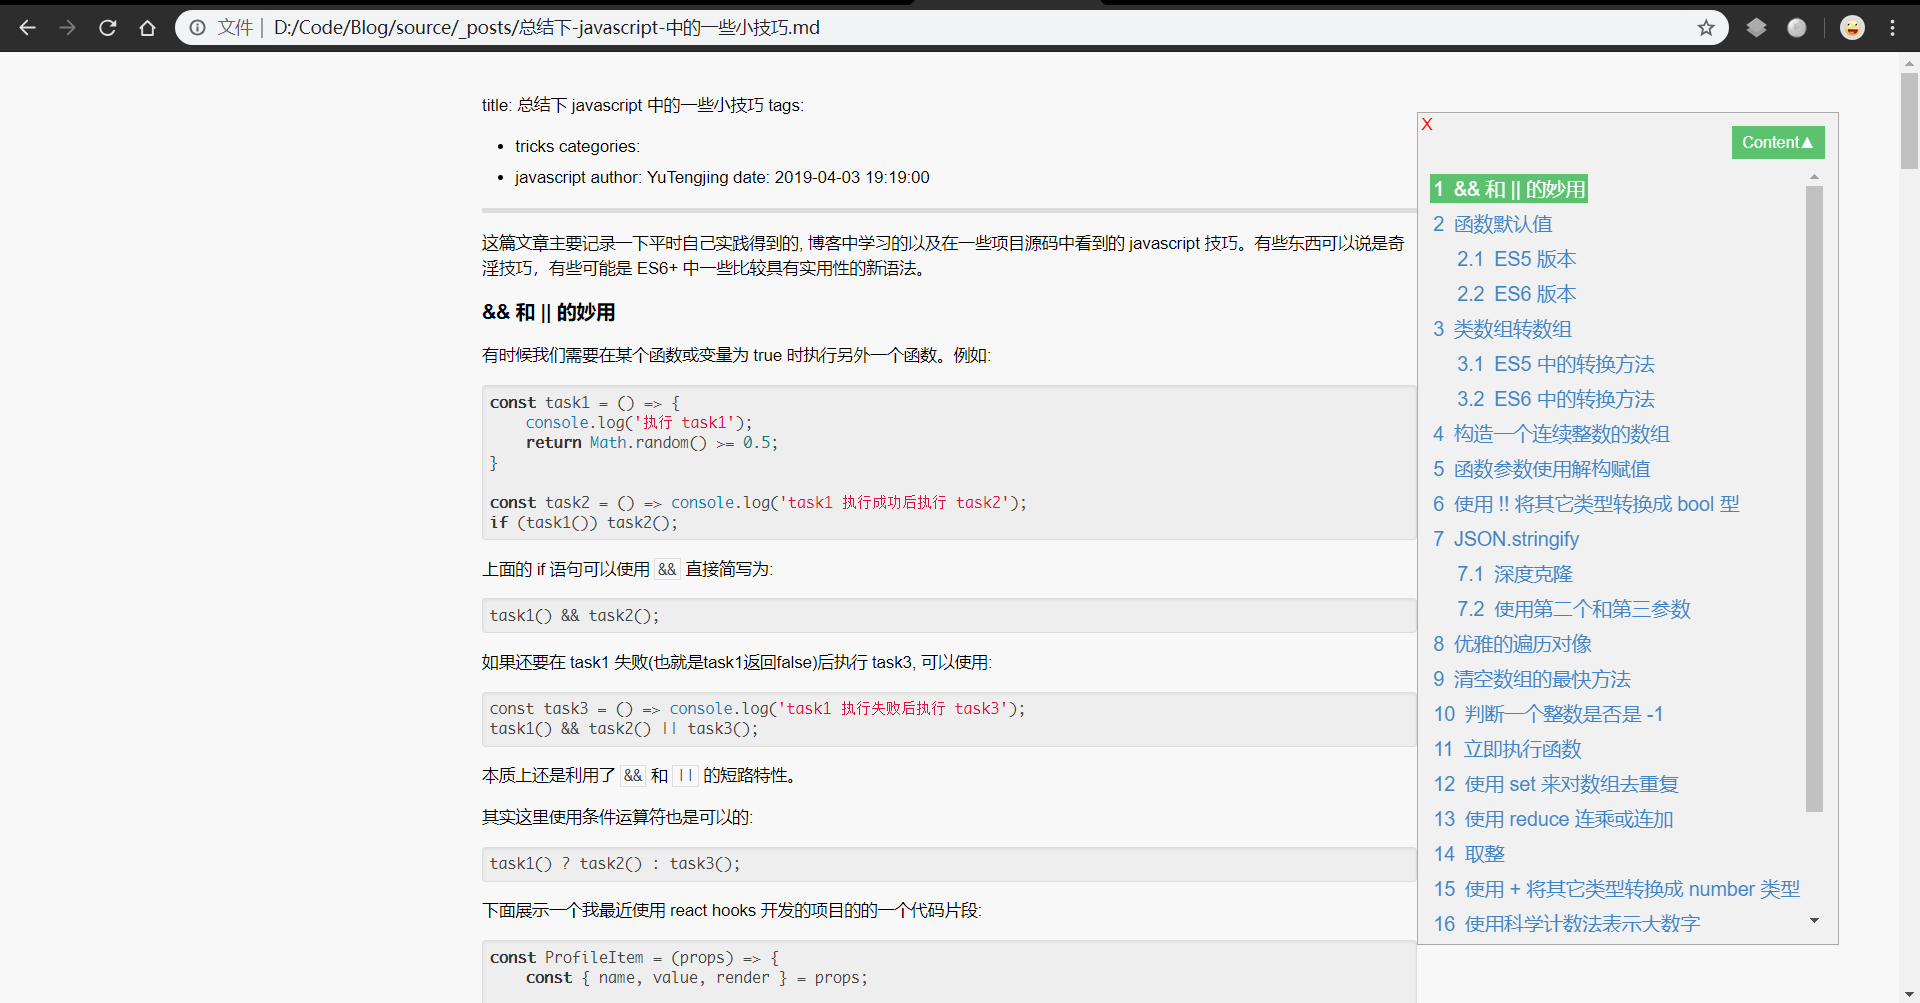 文件 | D:/Code/Blog/source/_posts/总结下-javascript-中的一些小技巧.md
title: 总结下 javascript 中的一些小技巧 tags:
• tricks categories:
• javascript author: YuTengjing date: 2019-04-03 19:19:00
这篇文章主要记录一下平时自己实践得到的, 博客中学习的以及在一些项目源码中看到的 javascript 技巧。有些东西可以说是奇
淫技巧，有些可能是 ES6+ 中一些比较具有实用性的新语法。
&& 和 || 的妙用
有时候我们需要在某个函数或变量为 true 时执行另外一个函数。例如:
const task1 = () => {
    console.log('执行 task1');
    return Math.random() >= 0.5;
}
const task2 = () => console.log('task1 执行成功后执行 task2');
if (task1()) task2();
上面的 if 语句可以使用 && 直接简写为:
task1() && task2();
如果还要在 task1 失败(也就是task1返回false)后执行 task3, 可以使用:
const task3 = () => console.log('task1 执行失败后执行 task3');
task1() && task2() || task3();
本质上还是利用了 && 和 || 的短路特性。
其实这里使用条件运算符也是可以的:
task1() ? task2() : task3();
下面展示一个我最近使用 react hooks 开发的项目的的一个代码片段:
const ProfileItem = (props) => {
    const { name, value, render } = props;
X
Content▲
1 && 和 || 的妙用
2 函数默认值
2.1 ES5 版本
2.2 ES6 版本
3 类数组转数组
3.1 ES5 中的转换方法
3.2 ES6 中的转换方法
4 构造一个连续整数的数组
5 函数参数使用解构赋值
6 使用 !! 将其它类型转换成 bool 型
7 JSON.stringify
7.1 深度克隆
7.2 使用第二个和第三参数
8 优雅的遍历对像
9 清空数组的最快方法
10 判断一个整数是否是 -1
11 立即执行函数
12 使用 set 来对数组去重复
13 使用 reduce 连乘或连加
14 取整
15 使用 + 将其它类型转换成 number 类型
16 使用科学计数法表示大数字